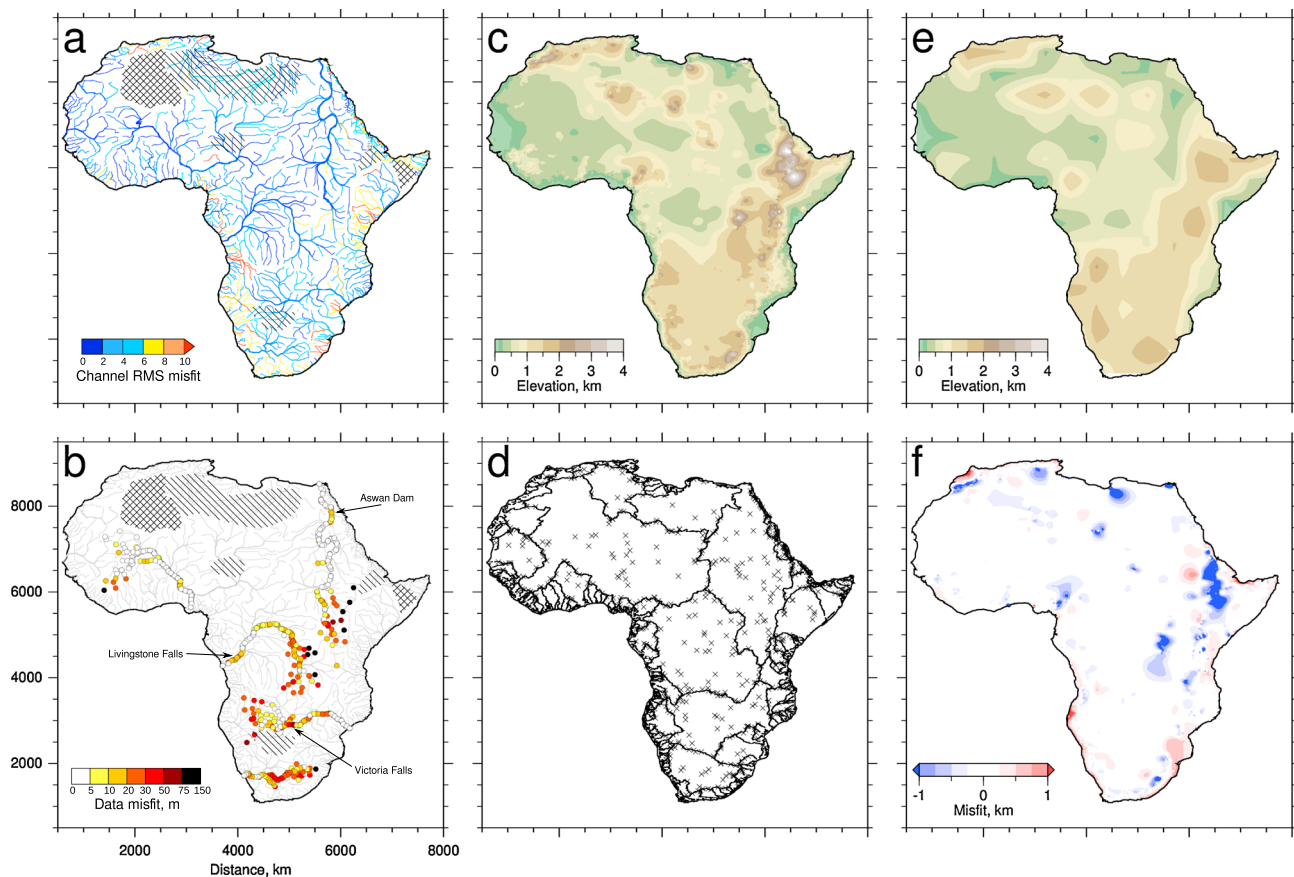 a
c
e
0 2 4 6 8 10
Channel RMS misfit
0 1 2 3 4
Elevation, km
0 1 2 3 4
Elevation, km
b
d
f
8000
6000
4000
2000
Aswan Dam
Livingstone Falls
Victoria Falls
0 5 10 20 30 50 75 150
Data misfit, m
-1 0 1
Misfit, km
2000 4000 6000 8000
Distance, km